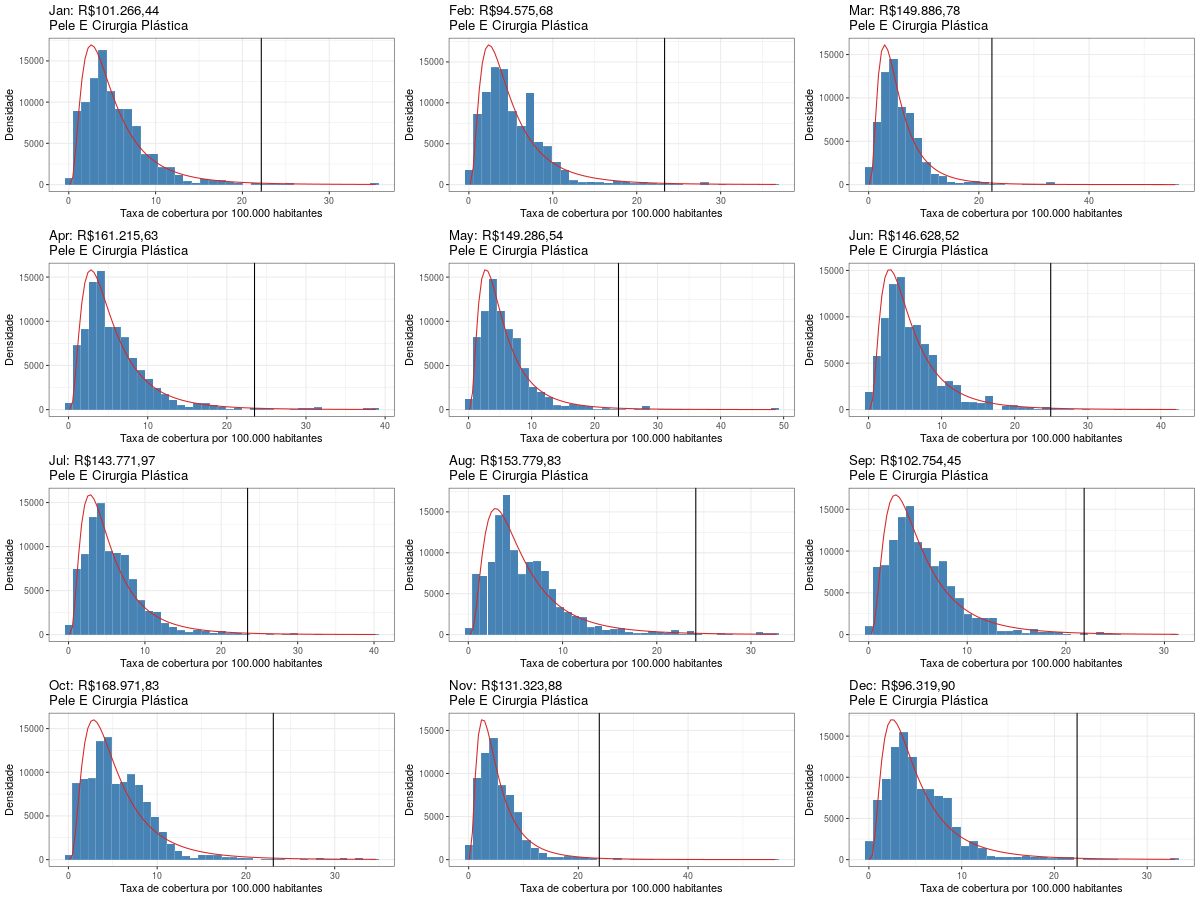 Jan: R$101.266,44
Pele E Cirurgia Plástica
Densidade
15000
10000
5000
0
0 10 20 30
Taxa de cobertura por 100.000 habitantes
Feb: R$94.575,68
Pele E Cirurgia Plástica
Densidade
15000
10000
5000
0
0 10 20 30
Taxa de cobertura por 100.000 habitantes
Mar: R$149.886,78
Pele E Cirurgia Plástica
Densidade
15000
10000
5000
0
0 20 40
Taxa de cobertura por 100.000 habitantes
Apr: R$161.215,63
Pele E Cirurgia Plástica
Densidade
15000
10000
5000
0
0 10 20 30 40
Taxa de cobertura por 100.000 habitantes
May: R$149.286,54
Pele E Cirurgia Plástica
Densidade
15000
10000
5000
0
0 10 20 30 40 50
Taxa de cobertura por 100.000 habitantes
Jun: R$146.628,52
Pele E Cirurgia Plástica
Densidade
15000
10000
5000
0
0 10 20 30 40
Taxa de cobertura por 100.000 habitantes
Jul: R$143.771,97
Pele E Cirurgia Plástica
Densidade
15000
10000
5000
0
0 10 20 30 40
Taxa de cobertura por 100.000 habitantes
Aug: R$153.779,83
Pele E Cirurgia Plástica
Densidade
15000
10000
5000
0
0 10 20 30
Taxa de cobertura por 100.000 habitantes
Sep: R$102.754,45
Pele E Cirurgia Plástica
Densidade
15000
10000
5000
0
0 10 20 30
Taxa de cobertura por 100.000 habitantes
Oct: R$168.971,83
Pele E Cirurgia Plástica
Densidade
15000
10000
5000
0
0 10 20 30
Taxa de cobertura por 100.000 habitantes
Nov: R$131.323,88
Pele E Cirurgia Plástica
Densidade
15000
10000
5000
0
0 20 40
Taxa de cobertura por 100.000 habitantes
Dec: R$96.319,90
Pele E Cirurgia Plástica
Densidade
15000
10000
5000
0
0 10 20 30
Taxa de cobertura por 100.000 habitantes